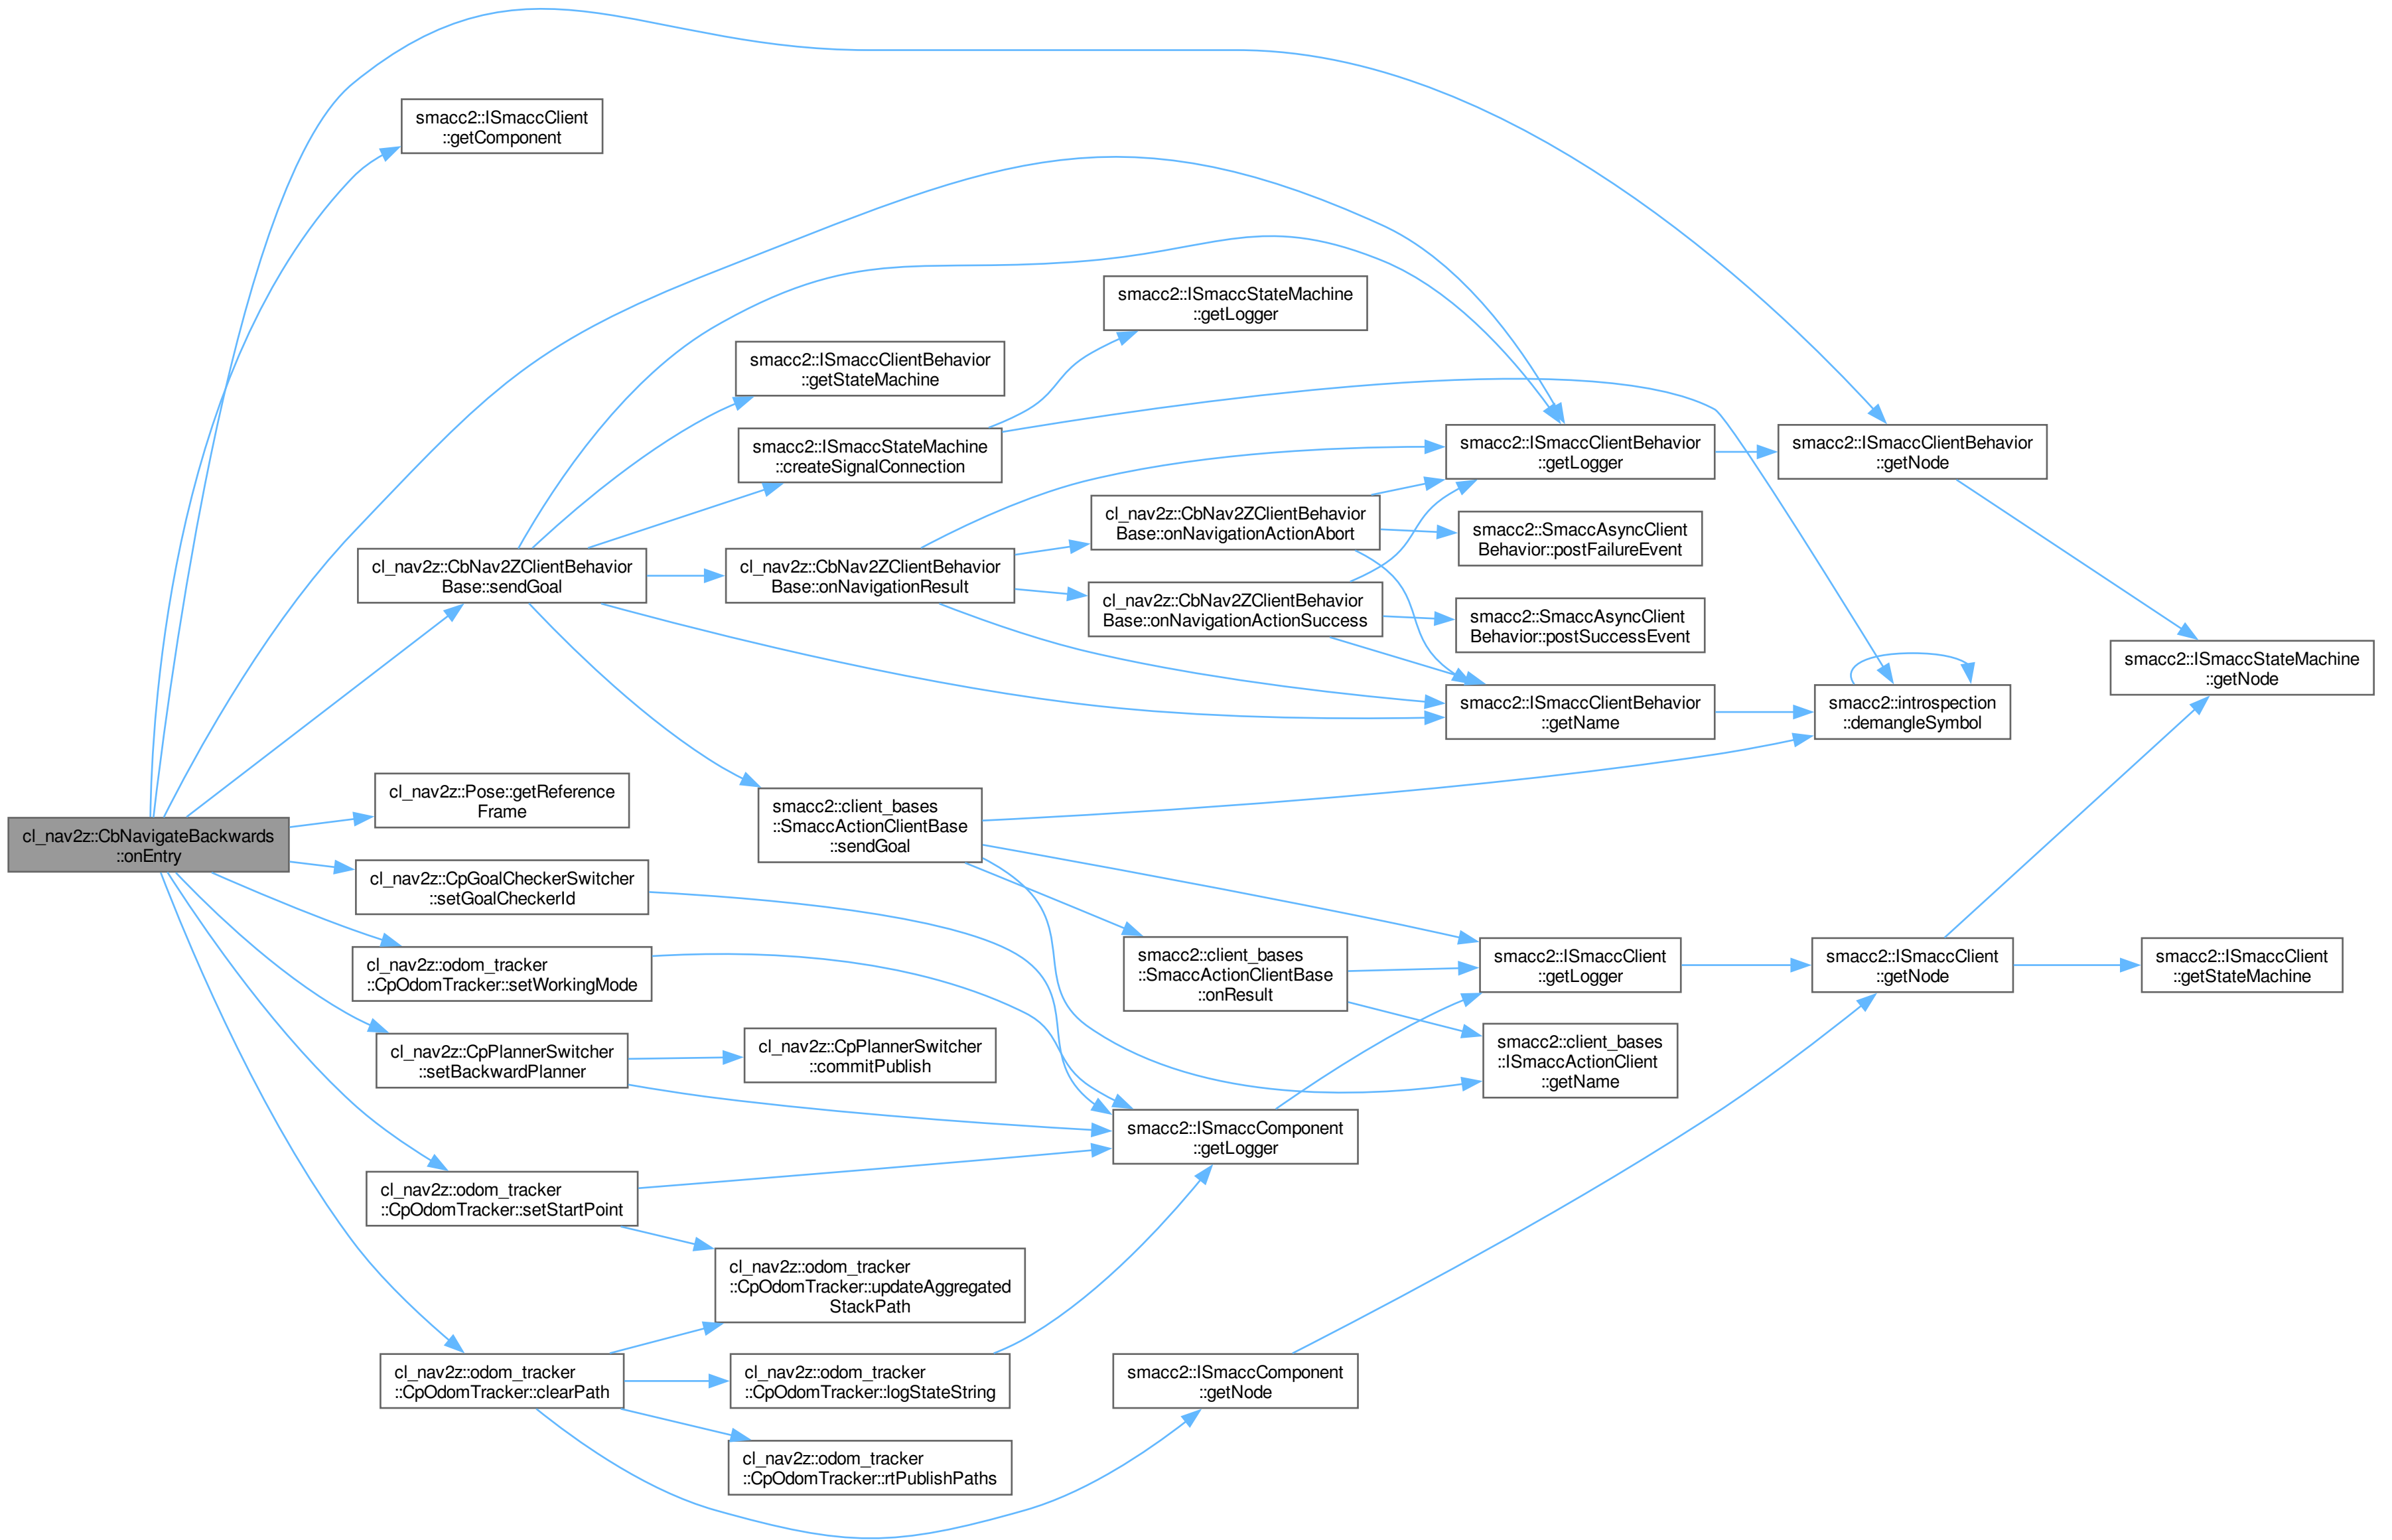 smacc2::ISmaccClient
::getComponent
smacc2::ISmaccStateMachine
::getLogger
smacc2::ISmaccClientBehavior
::getStateMachine
smacc2::ISmaccStateMachine
::createSignalConnection
smacc2::ISmaccClientBehavior
::getLogger
smacc2::ISmaccClientBehavior
::getNode
cl_nav2z::CbNav2ZClientBehavior
Base::onNavigationActionAbort
smacc2::SmaccAsyncClient
Behavior::postFailureEvent
cl_nav2z::CbNav2ZClientBehavior
Base::sendGoal
cl_nav2z::CbNav2ZClientBehavior
Base::onNavigationResult
cl_nav2z::CbNav2ZClientBehavior
Base::onNavigationActionSuccess
smacc2::SmaccAsyncClient
Behavior::postSuccessEvent
smacc2::ISmaccStateMachine
::getNode
smacc2::ISmaccClientBehavior
::getName
smacc2::introspection
::demangleSymbol
cl_nav2z::Pose::getReference
Frame
smacc2::client_bases
::SmaccActionClientBase
::sendGoal
cl_nav2z::CbNavigateBackwards
::onEntry
cl_nav2z::CpGoalCheckerSwitcher
::setGoalCheckerId
cl_nav2z::odom_tracker
::CpOdomTracker::setWorkingMode
smacc2::client_bases
::SmaccActionClientBase
::onResult
smacc2::ISmaccClient
::getLogger
smacc2::ISmaccClient
::getNode
smacc2::ISmaccClient
::getStateMachine
cl_nav2z::CpPlannerSwitcher
::setBackwardPlanner
cl_nav2z::CpPlannerSwitcher
::commitPublish
smacc2::client_bases
::ISmaccActionClient
::getName
smacc2::ISmaccComponent
::getLogger
cl_nav2z::odom_tracker
::CpOdomTracker::setStartPoint
cl_nav2z::odom_tracker
::CpOdomTracker::updateAggregated
StackPath
cl_nav2z::odom_tracker
::CpOdomTracker::clearPath
cl_nav2z::odom_tracker
::CpOdomTracker::logStateString
smacc2::ISmaccComponent
::getNode
cl_nav2z::odom_tracker
::CpOdomTracker::rtPublishPaths